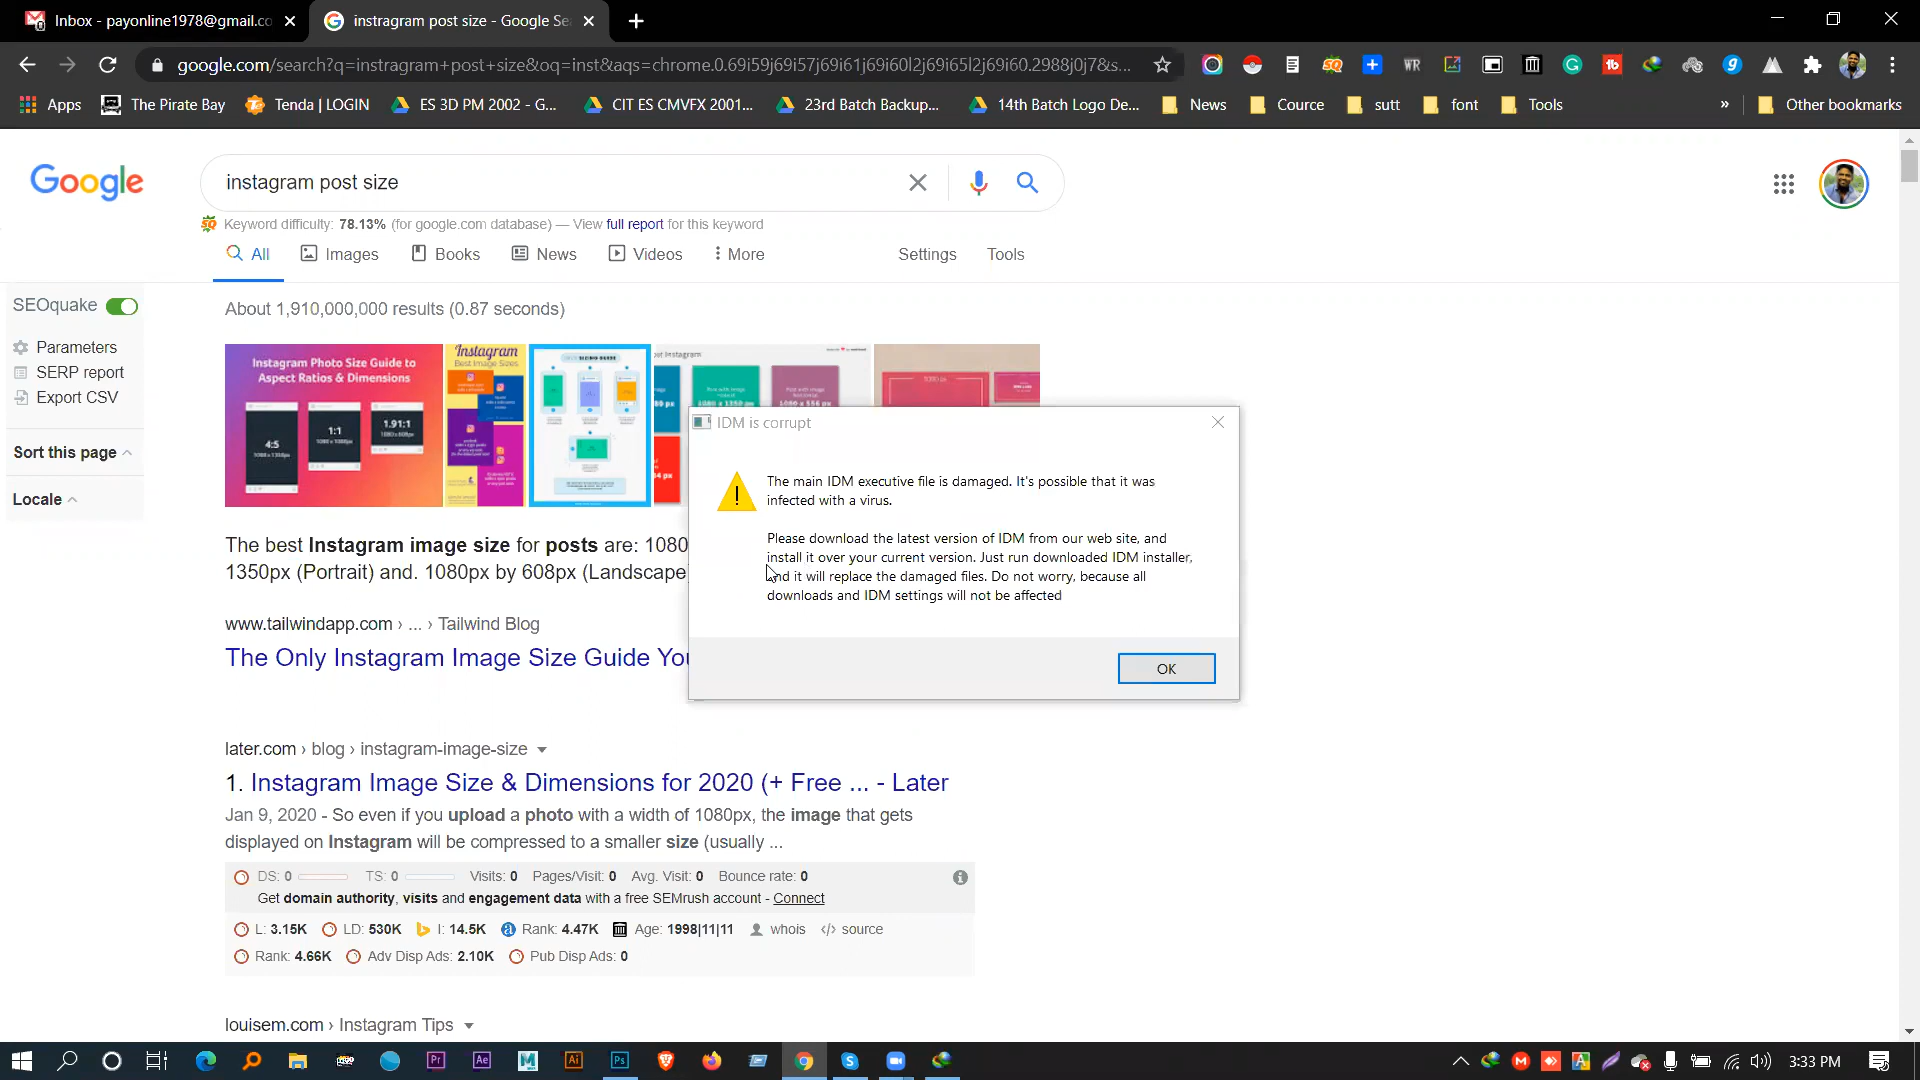 Inbox - payonline1978@gmail.co
instragram post size - Google Se
google.com/search?q=instragram+post+size&oq=inst&aqs=chrome.0.69i59j69i57j69i61j69i60l2j69i65l2j69i60.2988j0j7&s...
Apps
The Pirate Bay
Tenda | LOGIN
ES 3D PM 2002 - G...
CIT ES CMVFX 2001...
23rd Batch Backup...
14th Batch Logo De...
News
Cource
sutt
font
Tools
»
Other bookmarks
Google
instagram post size
Keyword difficulty: 78.13% (for google.com database) — View full report for this keyword
All
Images
Books
News
Videos
More
Settings
Tools
SEOquake
Parameters
SERP report
Export CSV
Sort this page
Locale
About 1,910,000,000 results (0.87 seconds)
Instagram Photo Size Guide to
Aspect Ratios & Dimensions
4:5
1:1
1.91:1
Instagram
Best Image Sizes
IDM is corrupt
The main IDM executive file is damaged. It's possible that it was
infected with a virus.
Please download the latest version of IDM from our web site, and
install it over your current version. Just run downloaded IDM installer,
and it will replace the damaged files. Do not worry, because all
downloads and IDM settings will not be affected
OK
The best Instagram image size for posts are: 1080
1350px (Portrait) and. 1080px by 608px (Landscape
www.tailwindapp.com › ... › Tailwind Blog
The Only Instagram Image Size Guide You
later.com › blog › instagram-image-size
1. Instagram Image Size & Dimensions for 2020 (+ Free ... - Later
Jan 9, 2020 - So even if you upload a photo with a width of 1080px, the image that gets
displayed on Instagram will be compressed to a smaller size (usually ...
DS: 0 TS: 0 Visits: 0 Pages/Visit: 0 Avg. Visit: 0 Bounce rate: 0
Get domain authority, visits and engagement data with a free SEMrush account - Connect
L: 3.15K LD: 530K I: 14.5K Rank: 4.47K Age: 1998|11|11 whois source
Rank: 4.66K Adv Disp Ads: 2.10K Pub Disp Ads: 0
louisem.com › Instagram Tips
3:33 PM